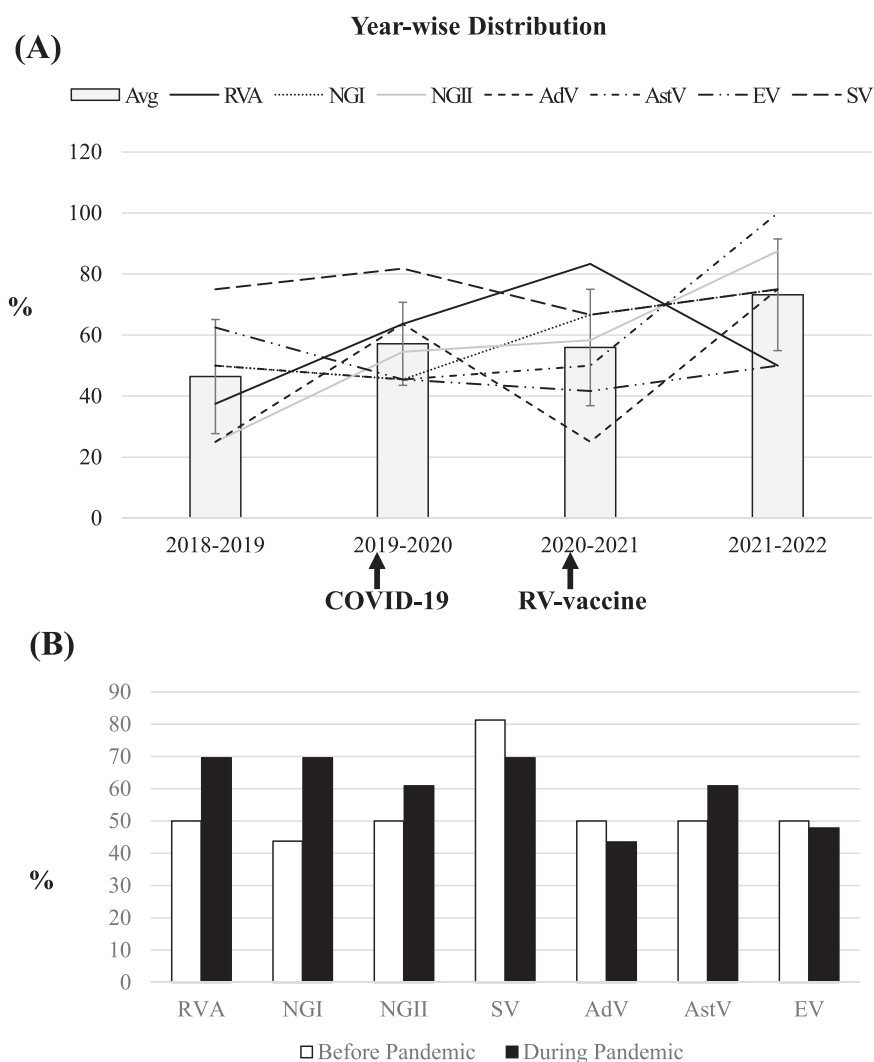 Year-wise Distribution
(A)
Avg RVA NGI NGII AdV AstV EV SV
120
100
80
%
60
40
20
0
2018-2019 2019-2020 2020-2021 2021-2022
COVID-19 RV-vaccine
(B)
90
80
70
60
50
40
%
30
20
10
0
RVA NGI NGII SV AdV AstV EV
Before Pandemic During Pandemic